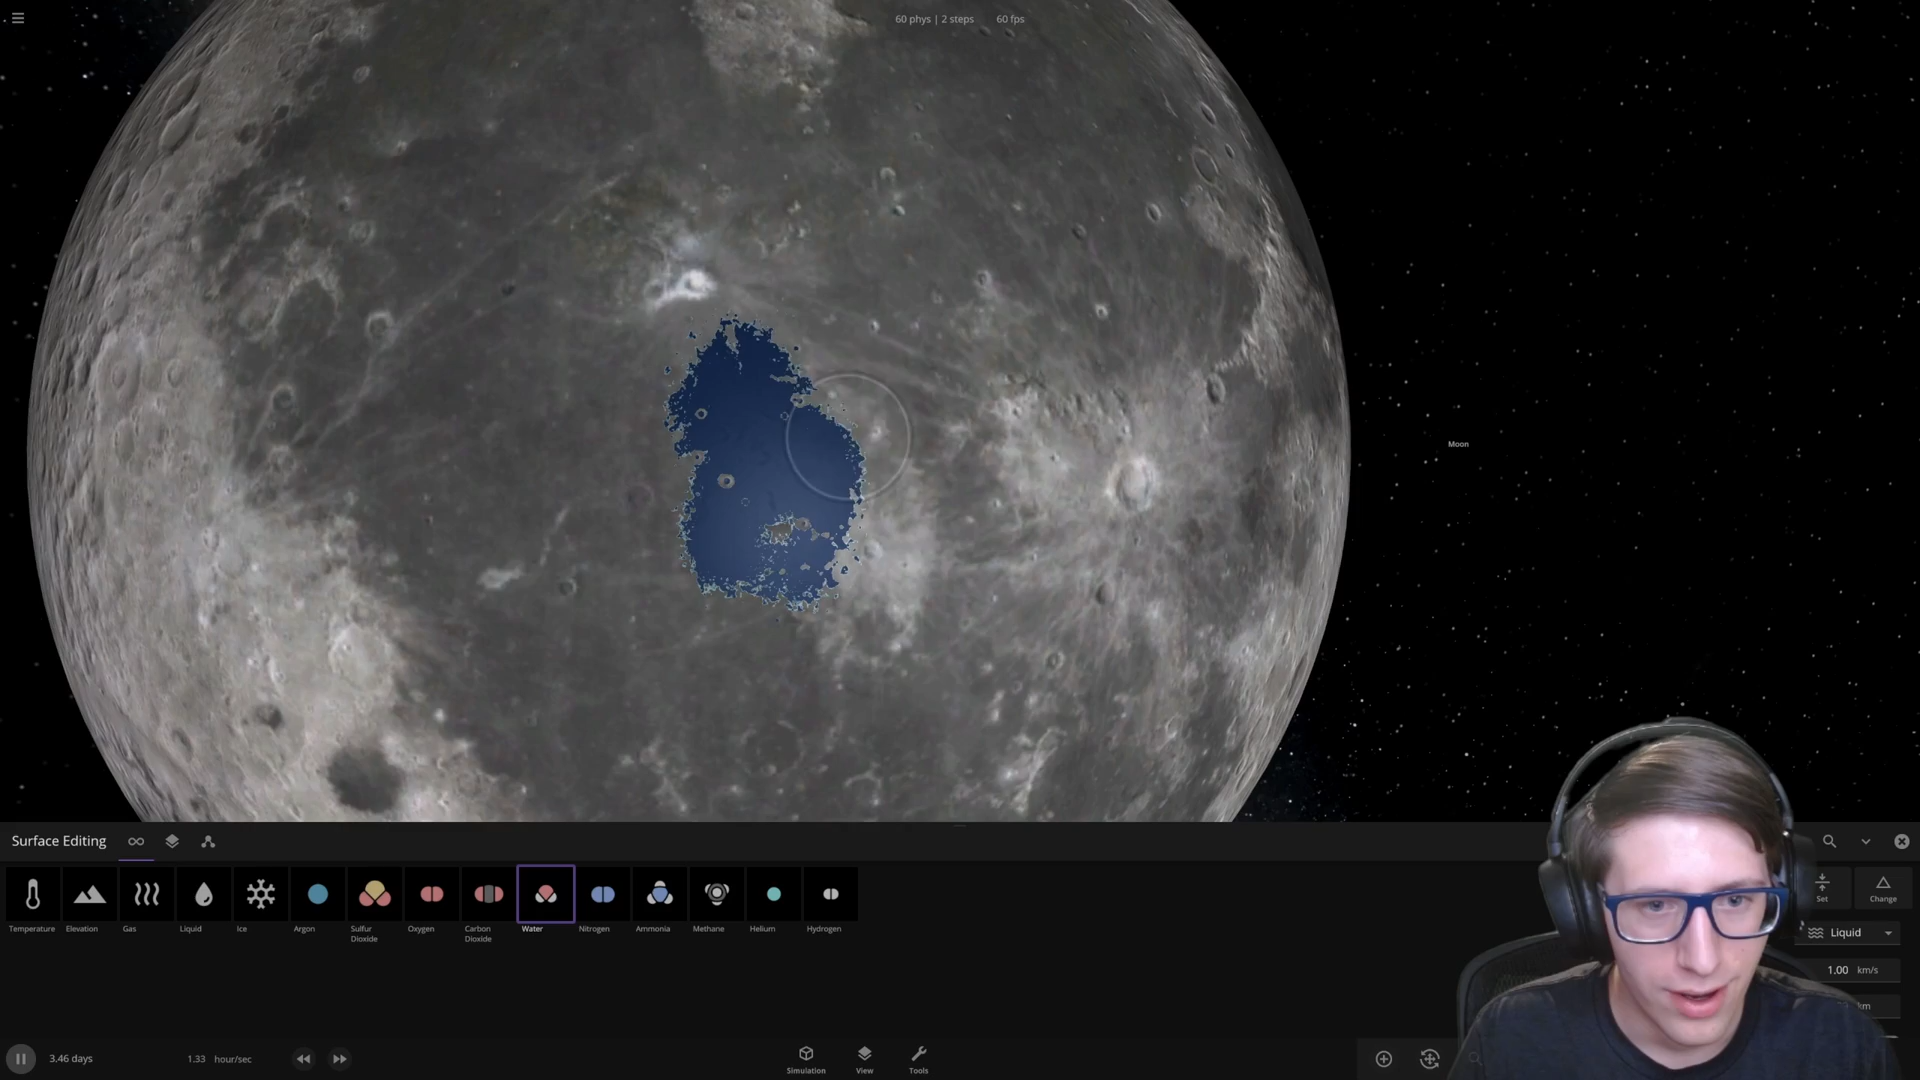 60 phys | 2 steps 60 fps
Moon
Surface Editing
Set Change
Temperature Elevation Gas Liquid Ice Argon Sulfur Dioxide Oxygen Carbon Dioxide Water Nitrogen Ammonia Methane Helium Hydrogen
Liquid
1.00 km/s
km
3.46 days 1.33 hour/sec
Simulation View Tools